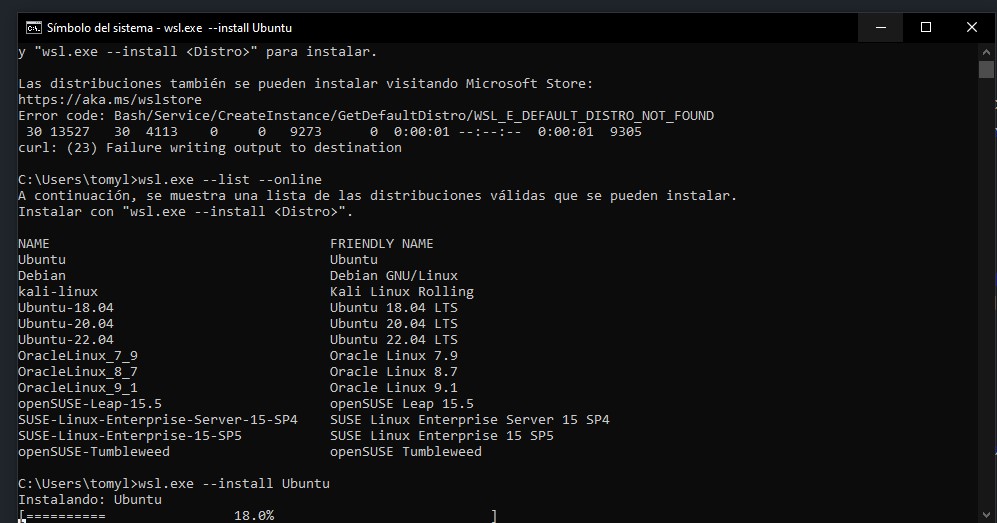 Símbolo del sistema - wsl.exe --install Ubuntu
y "wsl.exe --install <Distro>" para instalar.
Las distribuciones también se pueden instalar visitando Microsoft Store:
https://aka.ms/wslstore
Error code: Bash/Service/CreateInstance/GetDefaultDistro/WSL_E_DEFAULT_DISTRO_NOT_FOUND
 30 13527   30  4113    0     0   9273      0  0:00:01 --:--:--  0:00:01  9305
curl: (23) Failure writing output to destination
C:\Users\tomyl>wsl.exe --list --online
A continuación, se muestra una lista de las distribuciones válidas que se pueden instalar.
Instalar con "wsl.exe --install <Distro>".
NAME                                   FRIENDLY NAME
Ubuntu                                 Ubuntu
Debian                                 Debian GNU/Linux
kali-linux                             Kali Linux Rolling
Ubuntu-18.04                           Ubuntu 18.04 LTS
Ubuntu-20.04                           Ubuntu 20.04 LTS
Ubuntu-22.04                           Ubuntu 22.04 LTS
OracleLinux_7_9                        Oracle Linux 7.9
OracleLinux_8_7                        Oracle Linux 8.7
OracleLinux_9_1                        Oracle Linux 9.1
openSUSE-Leap-15.5                     openSUSE Leap 15.5
SUSE-Linux-Enterprise-Server-15-SP4    SUSE Linux Enterprise Server 15 SP4
SUSE-Linux-Enterprise-15-SP5           SUSE Linux Enterprise 15 SP5
openSUSE-Tumbleweed                    openSUSE Tumbleweed
C:\Users\tomyl>wsl.exe --install Ubuntu
Instalando: Ubuntu
[==========                18.0%                           ]